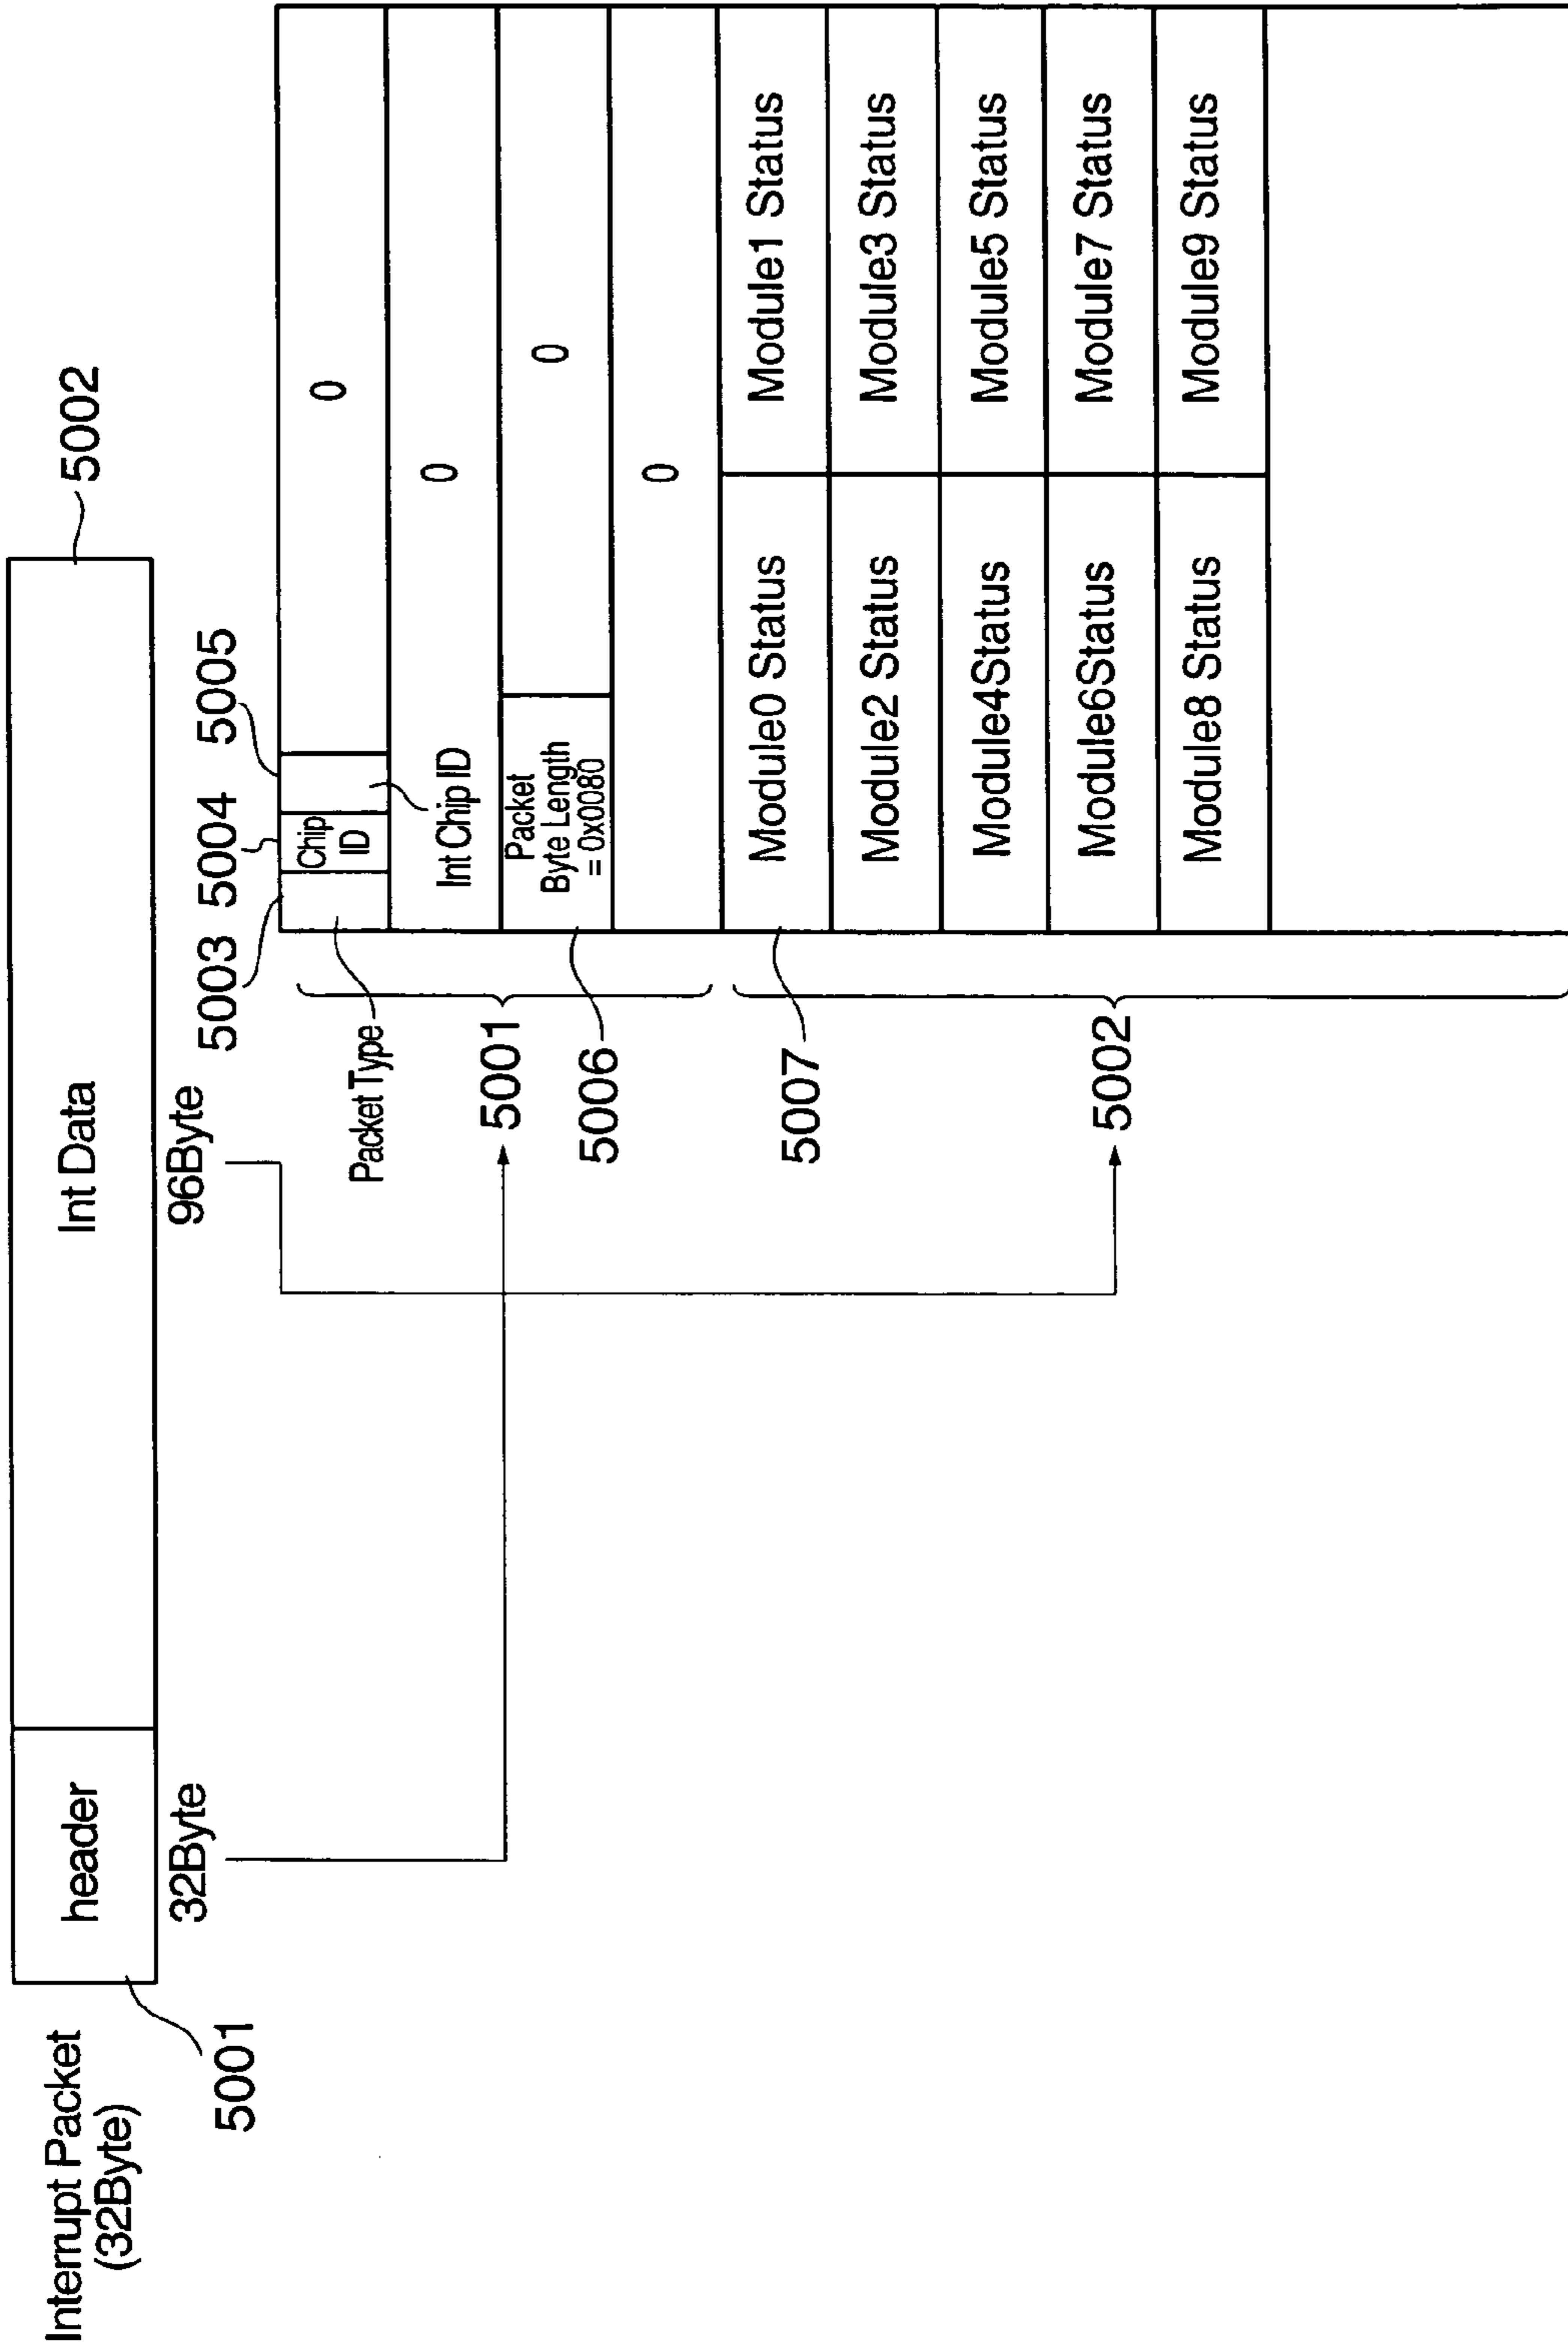 Interrupt Packet
(32Byte)
header
Int Data
5002
5001
32Byte
96Byte
5003
5004
5005
Packet Type
Chip
ID
0
Int Chip ID
0
Packet
Byte Length
= 0x0080
0
0
5001
5006
5007
5002
Module0 Status
Module1 Status
Module2 Status
Module3 Status
Module4Status
Module5 Status
Module6Status
Module7 Status
Module8 Status
Module9 Status